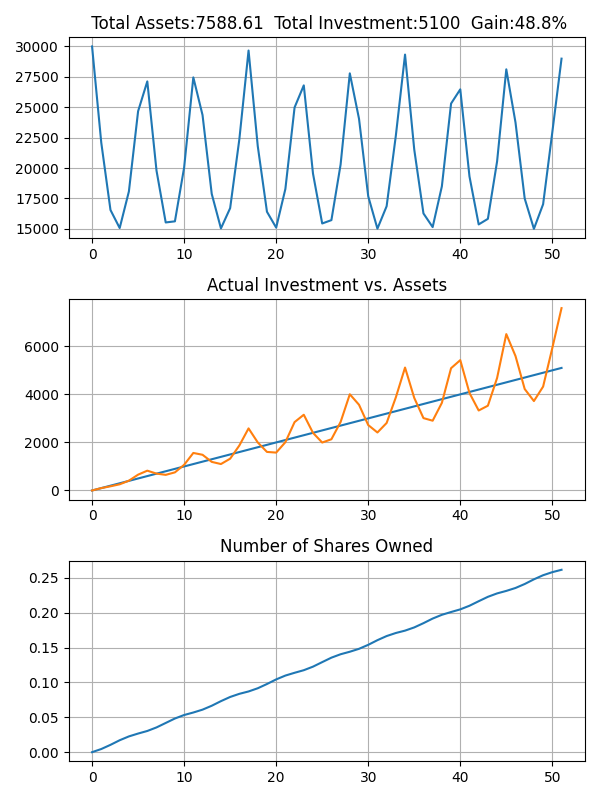 Total Assets:7588.61  Total Investment:5100  Gain:48.8%
30000
27500
25000
22500
20000
17500
15000
0 10 20 30 40 50
Actual Investment vs. Assets
6000
4000
2000
0
0 10 20 30 40 50
Number of Shares Owned
0.25
0.20
0.15
0.10
0.05
0.00
0 10 20 30 40 50